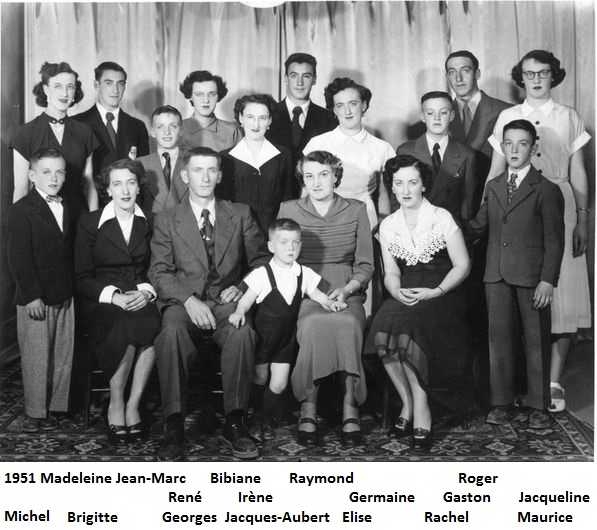 1951 Madeleine Jean-Marc Bibiane Raymond Roger
René Irène Germaine Gaston Jacqueline
Michel Brigitte Georges Jacques-Aubert Elise Rachel Maurice